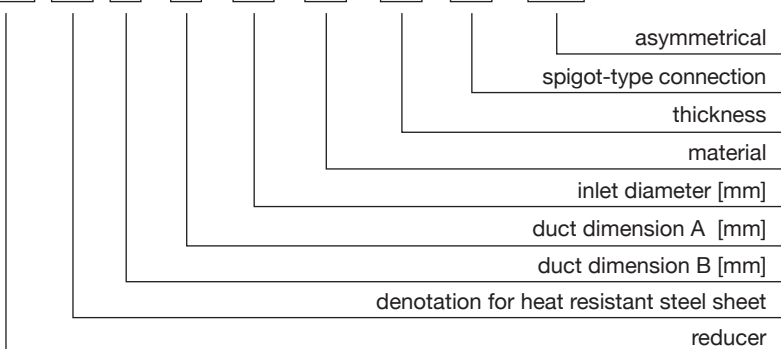 asymmetrical
spigot-type connection
thickness
material
inlet diameter [mm]
duct dimension A [mm]
duct dimension B [mm]
denotation for heat resistant steel sheet
reducer